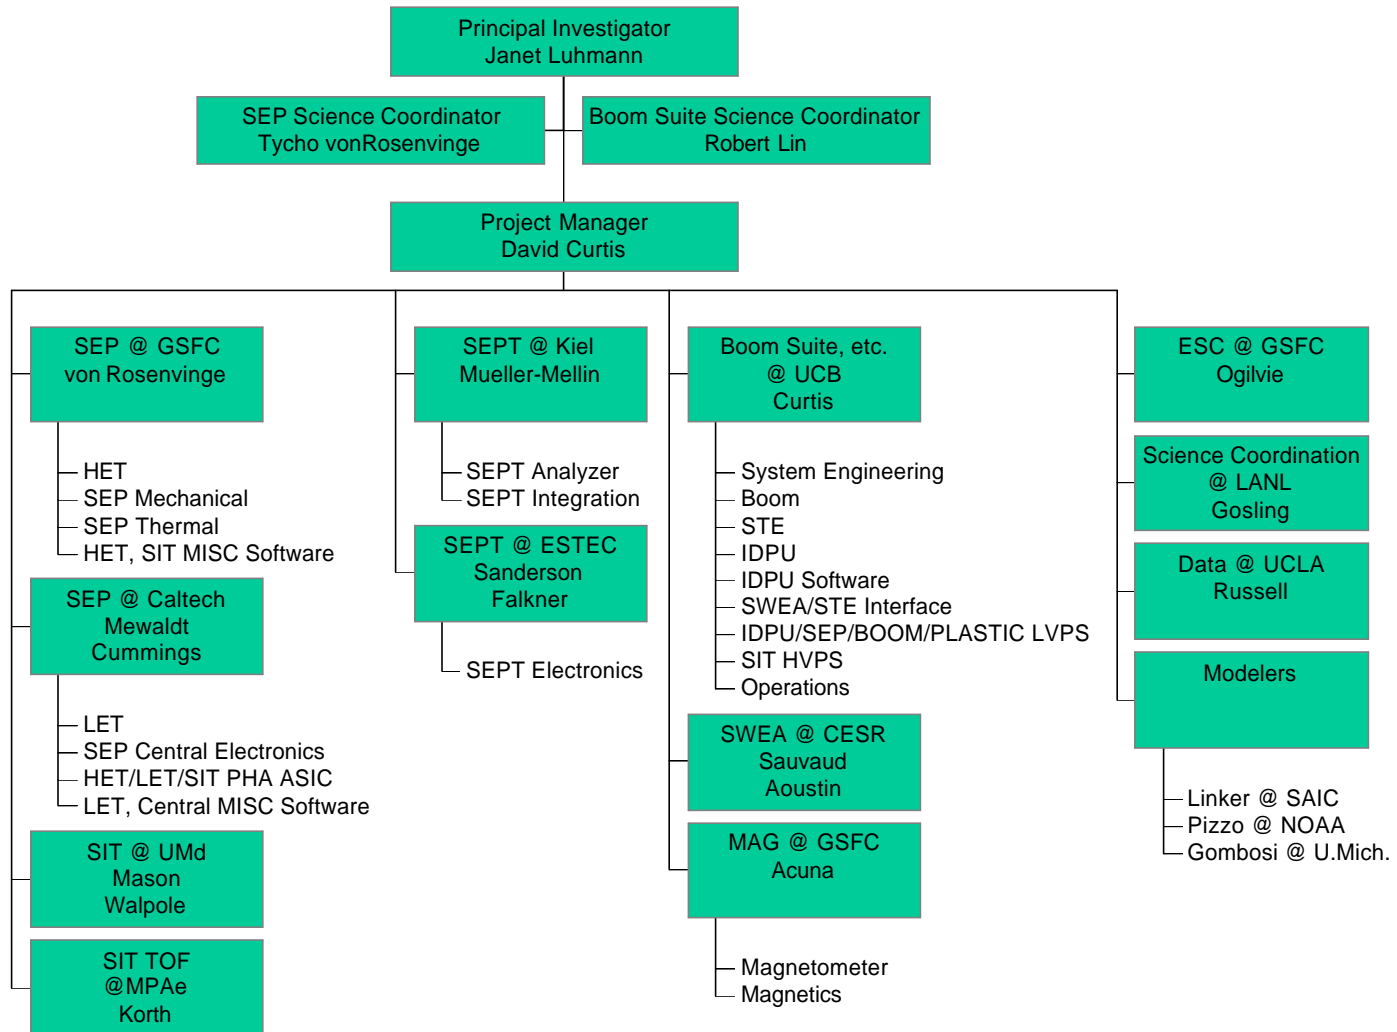 Principal Investigator
Janet Luhmann
SEP Science Coordinator
Tycho vonRosenvinge
Boom Suite Science Coordinator
Robert Lin
Project Manager
David Curtis
SEP @ GSFC
von Rosenvinge
HET
SEP Mechanical
SEP Thermal
HET, SIT MISC Software
SEP @ Caltech
Mewaldt
Cummings
LET
SEP Central Electronics
HET/LET/SIT PHA ASIC
LET, Central MISC Software
SIT @ UMd
Mason
Walpole
SIT TOF
@MPAe
Korth
SEPT @ Kiel
Mueller-Mellin
SEPT Analyzer
SEPT Integration
SEPT @ ESTEC
Sanderson
Falkner
SEPT Electronics
Boom Suite, etc.
@ UCB
Curtis
System Engineering
Boom
STE
IDPU
IDPU Software
SWEA/STE Interface
IDPU/SEP/BOOM/PLASTIC LVPS
SIT HVPS
Operations
SWEA @ CESR
Sauvaud
Aoustin
MAG @ GSFC
Acuna
Magnetometer
Magnetics
ESC @ GSFC
Ogilvie
Science Coordination
@ LANL
Gosling
Data @ UCLA
Russell
Modelers
Linker @ SAIC
Pizzo @ NOAA
Gombosi @ U.Mich.